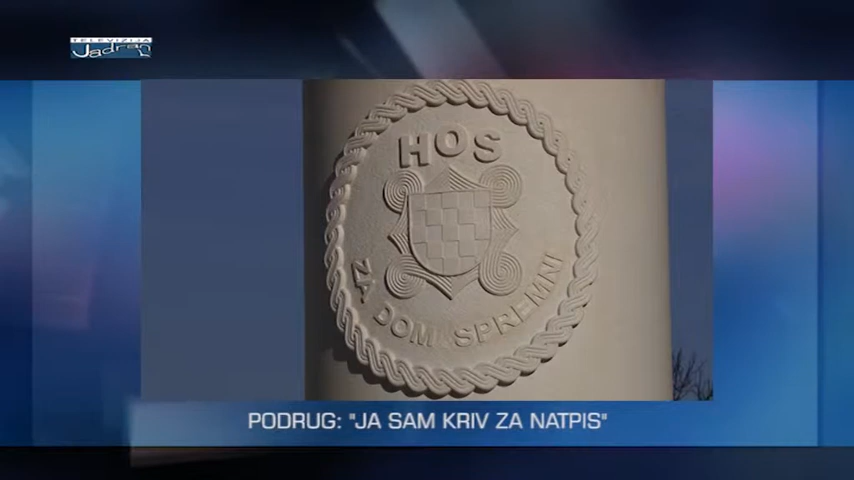 TELEVIZIJA
Jadran
HOS
ZA DOM SPREMNI
PODRUG: "JA SAM KRIV ZA NATPIS"